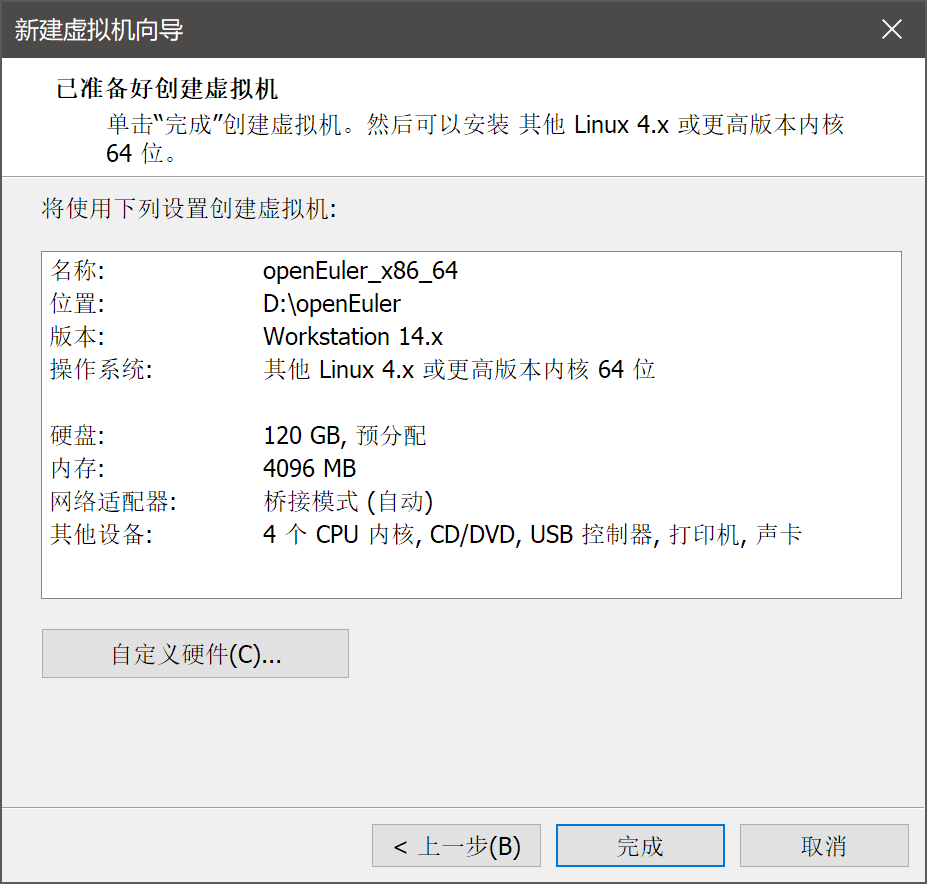 新建虚拟机向导
已准备好创建虚拟机
单击“完成”创建虚拟机。然后可以安装 其他 Linux 4.x 或更高版本内核
64 位。
将使用下列设置创建虚拟机:
名称: openEuler_x86_64
位置: D:\openEuler
版本: Workstation 14.x
操作系统: 其他 Linux 4.x 或更高版本内核 64 位
硬盘: 120 GB, 预分配
内存: 4096 MB
网络适配器: 桥接模式 (自动)
其他设备: 4 个 CPU 内核, CD/DVD, USB 控制器, 打印机, 声卡
自定义硬件(C)...
< 上一步(B) 完成 取消